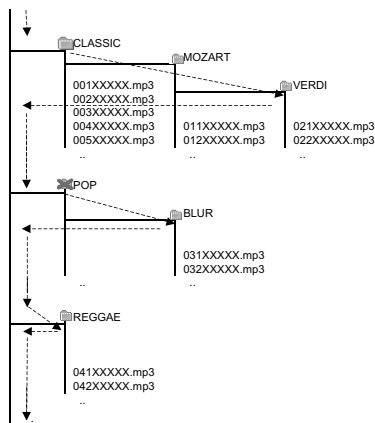 CLASSIC
MOZART
VERDI
001XXXXX.mp3
002XXXXX.mp3
003XXXXX.mp3
004XXXXX.mp3
005XXXXX.mp3
..
011XXXXX.mp3
012XXXXX.mp3
..
021XXXXX.mp3
022XXXXX.mp3
..
POP
BLUR
..
031XXXXX.mp3
032XXXXX.mp3
..
REGGAE
041XXXXX.mp3
042XXXXX.mp3
..